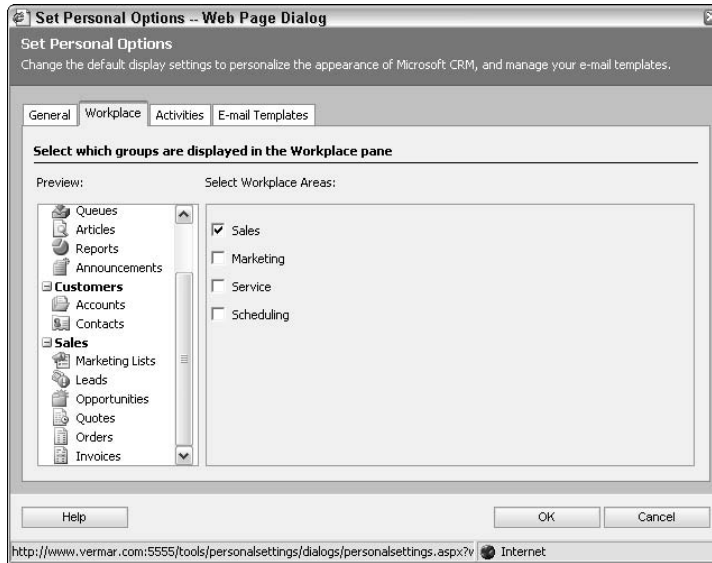 Set Personal Options -- Web Page Dialog
Set Personal Options
Change the default display settings to personalize the appearance of Microsoft CRM, and manage your e-mail templates.
General Workplace Activities E-mail Templates
Select which groups are displayed in the Workplace pane
Preview: Select Workplace Areas:
Queues
Articles
Reports
Announcements
Customers
Accounts
Contacts
Sales
Marketing Lists
Leads
Opportunities
Quotes
Orders
Invoices
Sales
Marketing
Service
Scheduling
Help OK Cancel
http://www.vermar.com:5555/tools/personalsettings/dialogs/personalsettings.aspx?v Internet